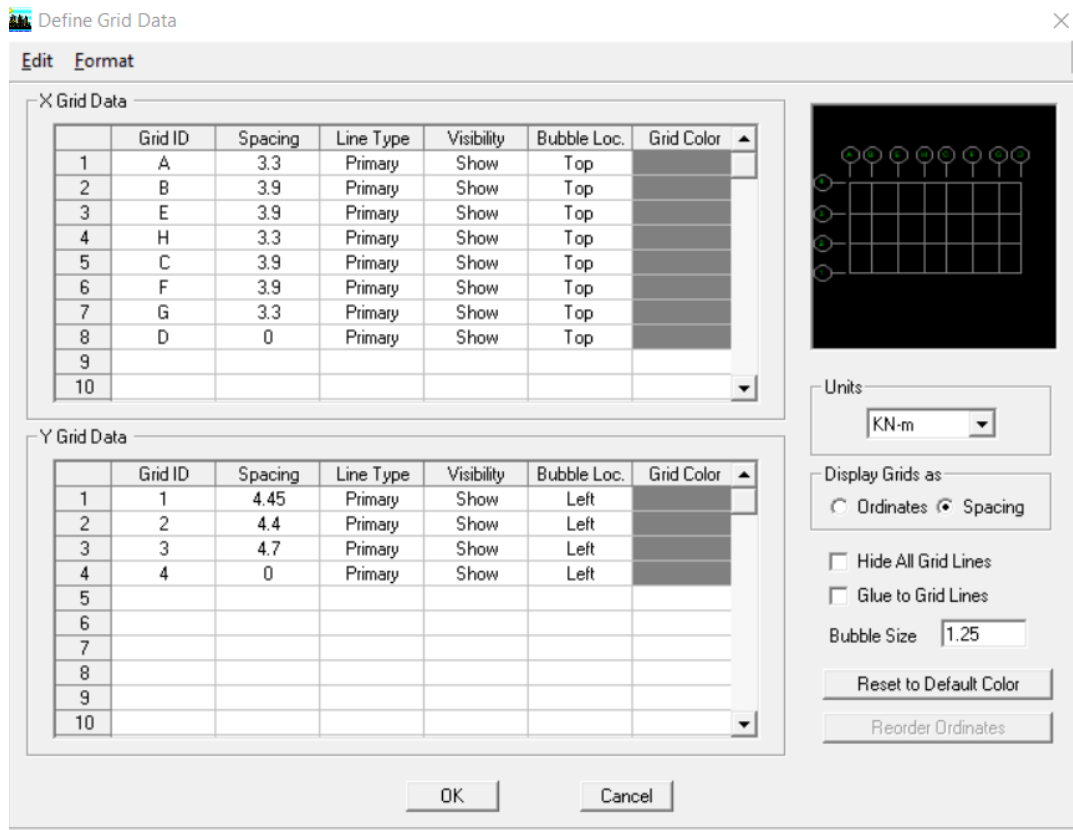 Define Grid Data
Edit Format
X Grid Data
Grid ID Spacing Line Type Visibility Bubble Loc. Grid Color
1 A 3.3 Primary Show Top
2 B 3.9 Primary Show Top
3 E 3.9 Primary Show Top
4 H 3.3 Primary Show Top
5 C 3.9 Primary Show Top
6 F 3.9 Primary Show Top
7 G 3.3 Primary Show Top
8 D 0 Primary Show Top
9
10
A B E H C F G D
4
3
2
1
Units
KN-m
Y Grid Data
Grid ID Spacing Line Type Visibility Bubble Loc. Grid Color
1 1 4.45 Primary Show Left
2 2 4.4 Primary Show Left
3 3 4.7 Primary Show Left
4 4 0 Primary Show Left
5
6
7
8
9
10
Display Grids as
Ordinates Spacing
Hide All Grid Lines
Glue to Grid Lines
Bubble Size 1.25
Reset to Default Color
Reorder Ordinates
OK Cancel